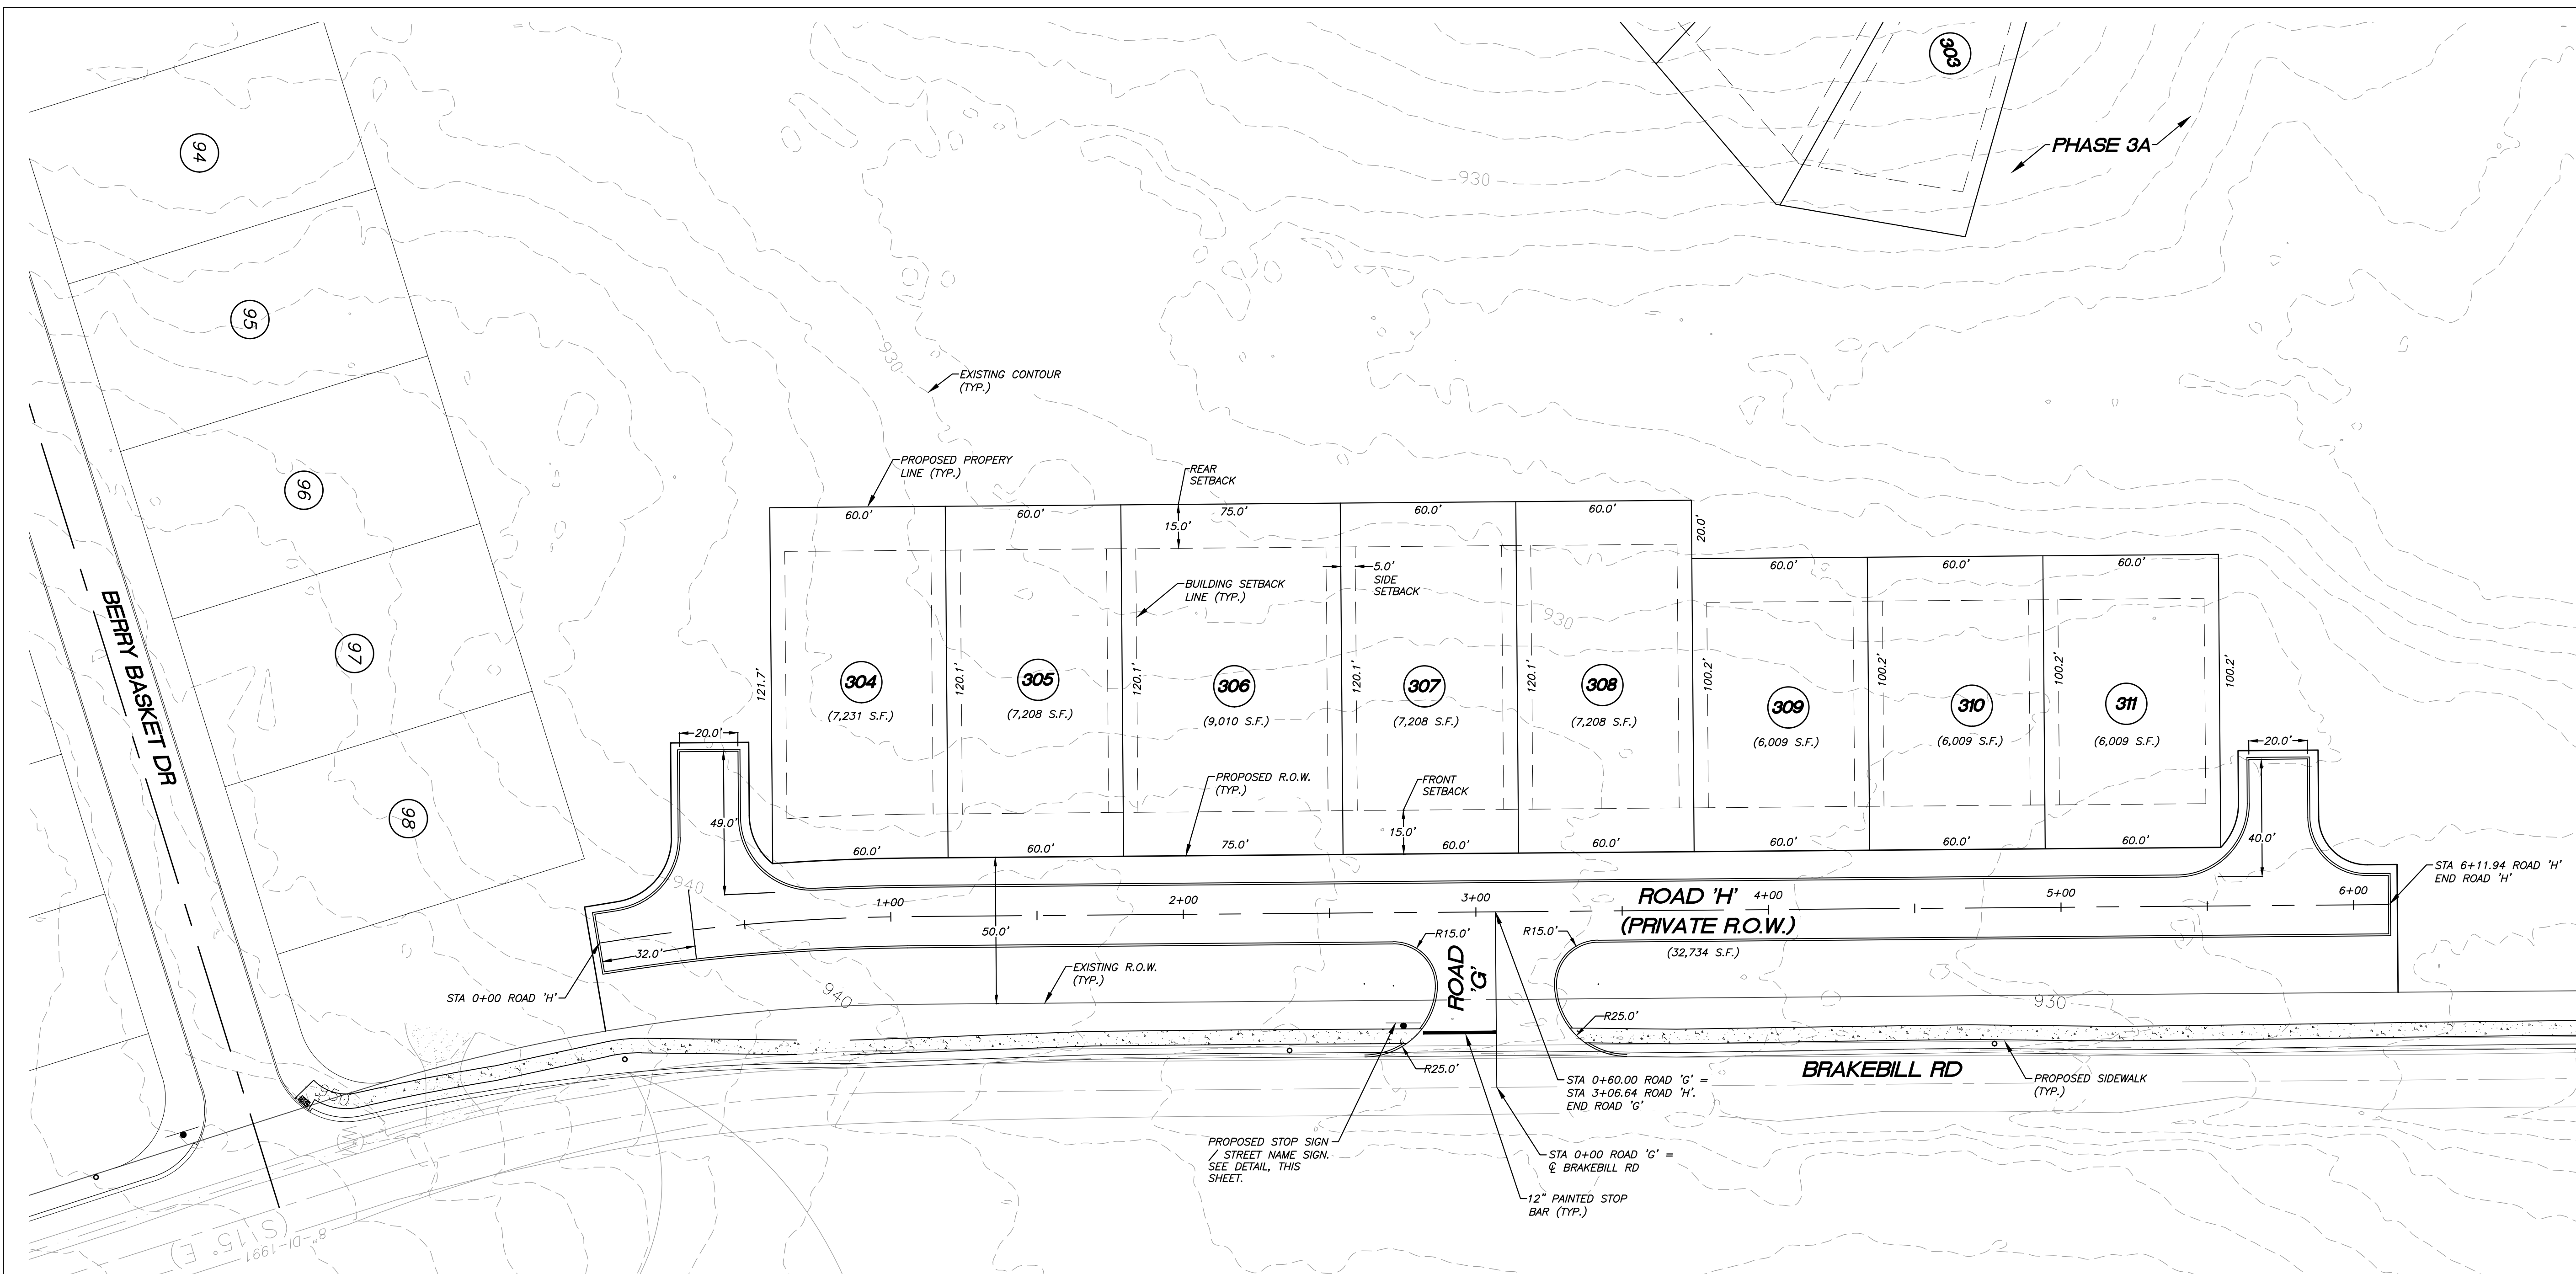 303
PHASE 3A
94
930
95
930
EXISTING CONTOUR
(TYP.)
96
PROPOSED PROPERY
LINE (TYP.)
REAR
SETBACK
60.0'
60.0'
75.0'
60.0'
60.0'
15.0'
20.0'
5.0'
SIDE
SETBACK
60.0'
60.0'
60.0'
BUILDING SETBACK
LINE (TYP.)
930
BERRY BASKET DR
97
121.7'
304
(7,231 S.F.)
120.1'
305
(7,208 S.F.)
120.1'
306
(9,010 S.F.)
120.1'
307
(7,208 S.F.)
120.1'
308
(7,208 S.F.)
100.2'
309
(6,009 S.F.)
100.2'
310
(6,009 S.F.)
100.2'
311
(6,009 S.F.)
100.2'
20.0'
20.0'
PROPOSED R.O.W.
(TYP.)
FRONT
SETBACK
98
49.0'
15.0'
40.0'
60.0'
60.0'
75.0'
60.0'
60.0'
60.0'
60.0'
60.0'
940
STA 6+11.94 ROAD 'H'
END ROAD 'H'
1+00
2+00
3+00
ROAD 'H'
4+00
5+00
6+00
(PRIVATE R.O.W.)
(32,734 S.F.)
50.0'
R15.0'
R15.0'
32.0'
EXISTING R.O.W.
(TYP.)
ROAD
'G'
STA 0+00 ROAD 'H'
940
930
R25.0'
R25.0'
BRAKEBILL RD
950
STA 0+60.00 ROAD 'G' =
STA 3+06.64 ROAD 'H'.
END ROAD 'G'
PROPOSED SIDEWALK
(TYP.)
(W)
PROPOSED STOP SIGN
/ STREET NAME SIGN.
SEE DETAIL, THIS
SHEET.
STA 0+00 ROAD 'G' =
℄ BRAKEBILL RD
12" PAINTED STOP
BAR (TYP.)
(S\15° E)
8"-DI-1991